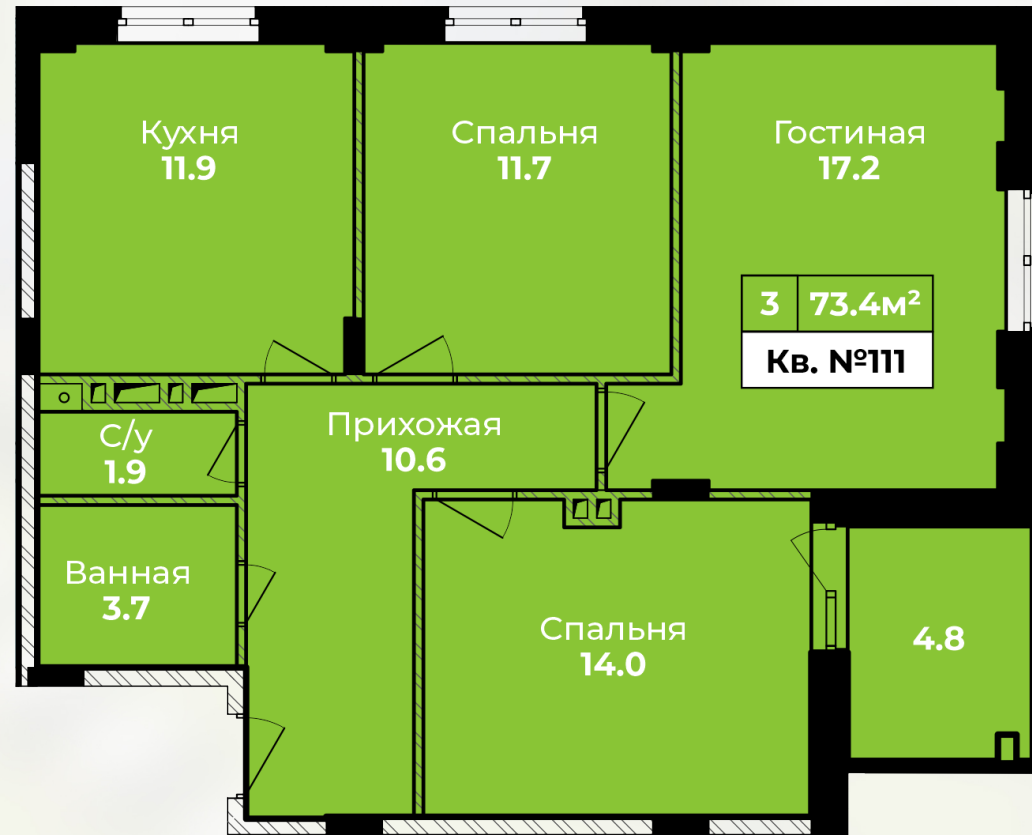 Кухня
11.9
Спальня
11.7
Гостиная
17.2
3 73.4м²
Кв. №111
С/у
1.9
Прихожая
10.6
Ванная
3.7
Спальня
14.0
4.8